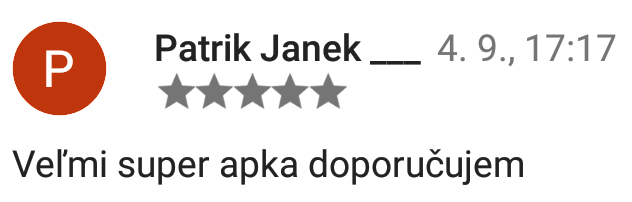 P
Patrik Janek ___ 4. 9., 17:17
Veľmi super apka doporučujem